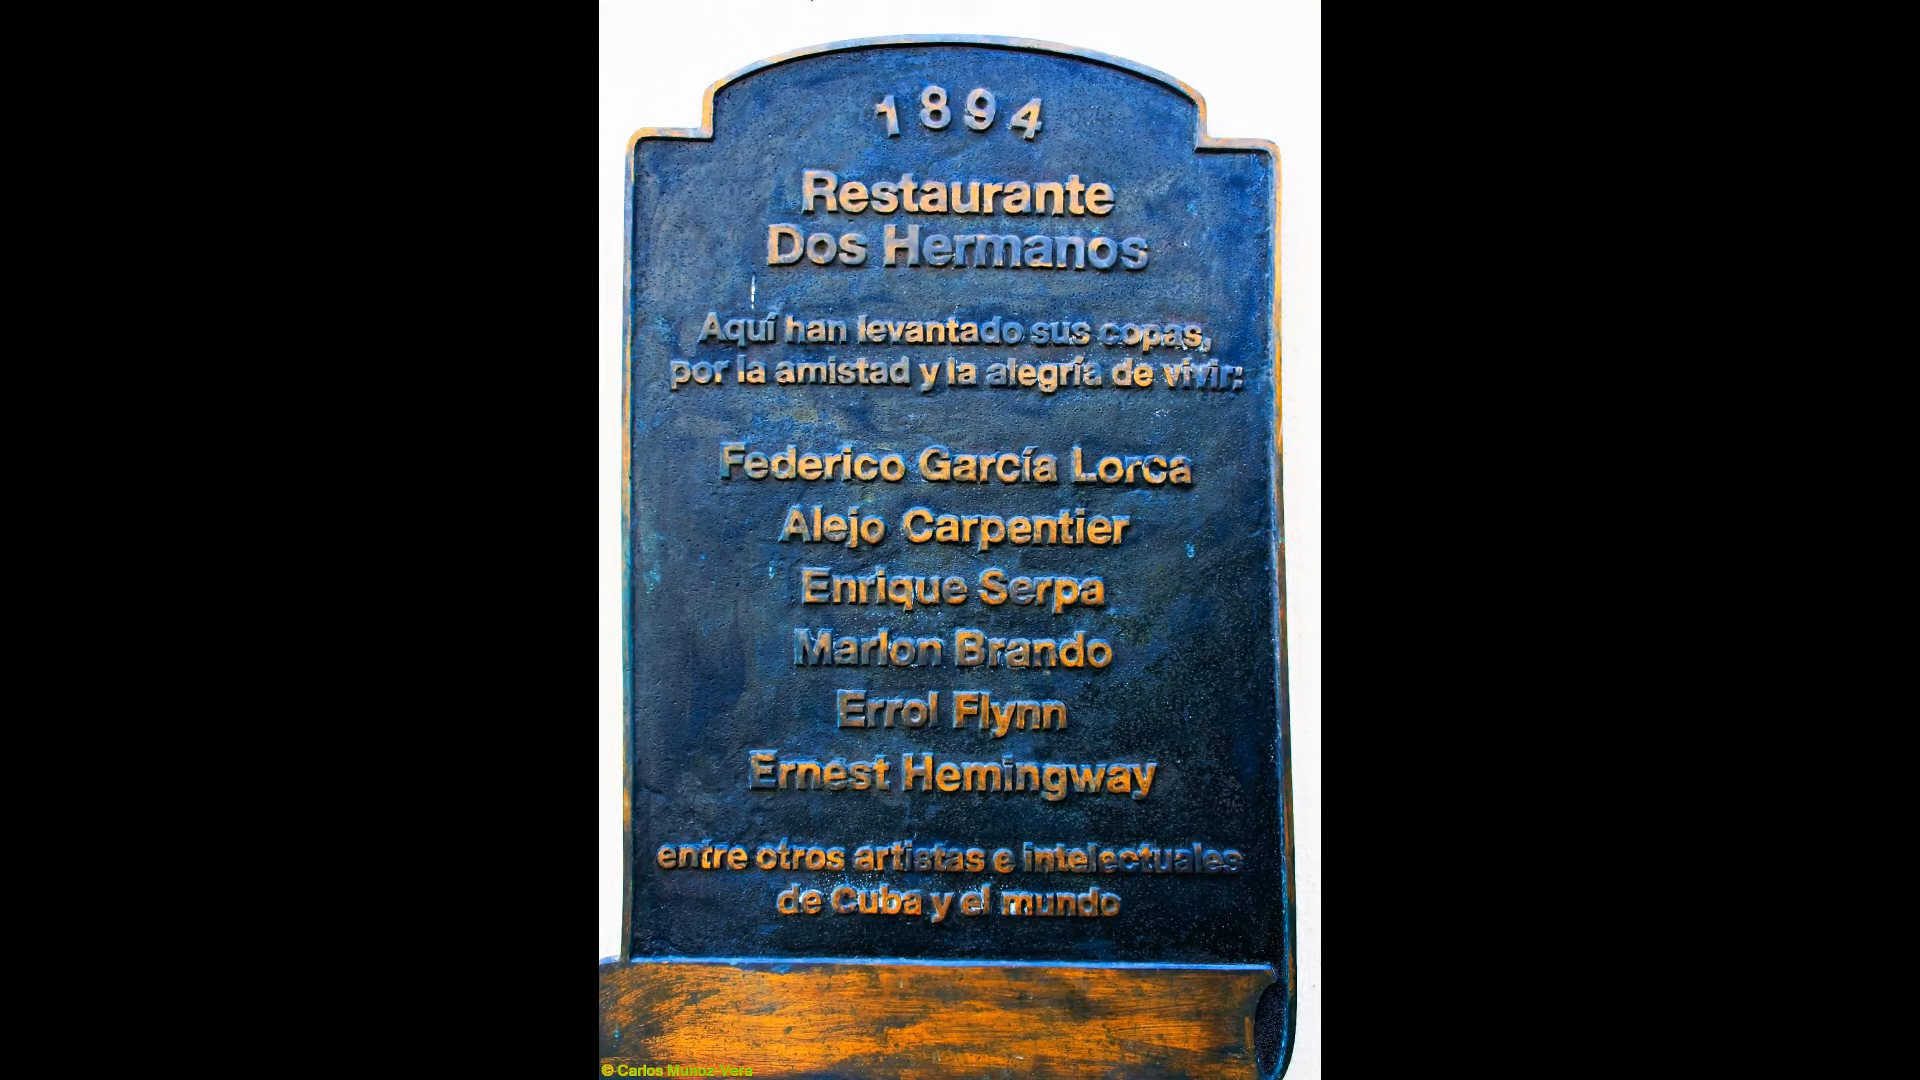 1894
Restaurante
Dos Hermanos
Aquí han levantado sus copas,
por la amistad y la alegría de vivir:
Federico García Lorca
Alejo Carpentier
Enrique Serpa
Marlon Brando
Errol Flynn
Ernest Hemingway
entre otros artistas e intelectuales
de Cuba y el mundo
© Carlos Muñoz-Vera